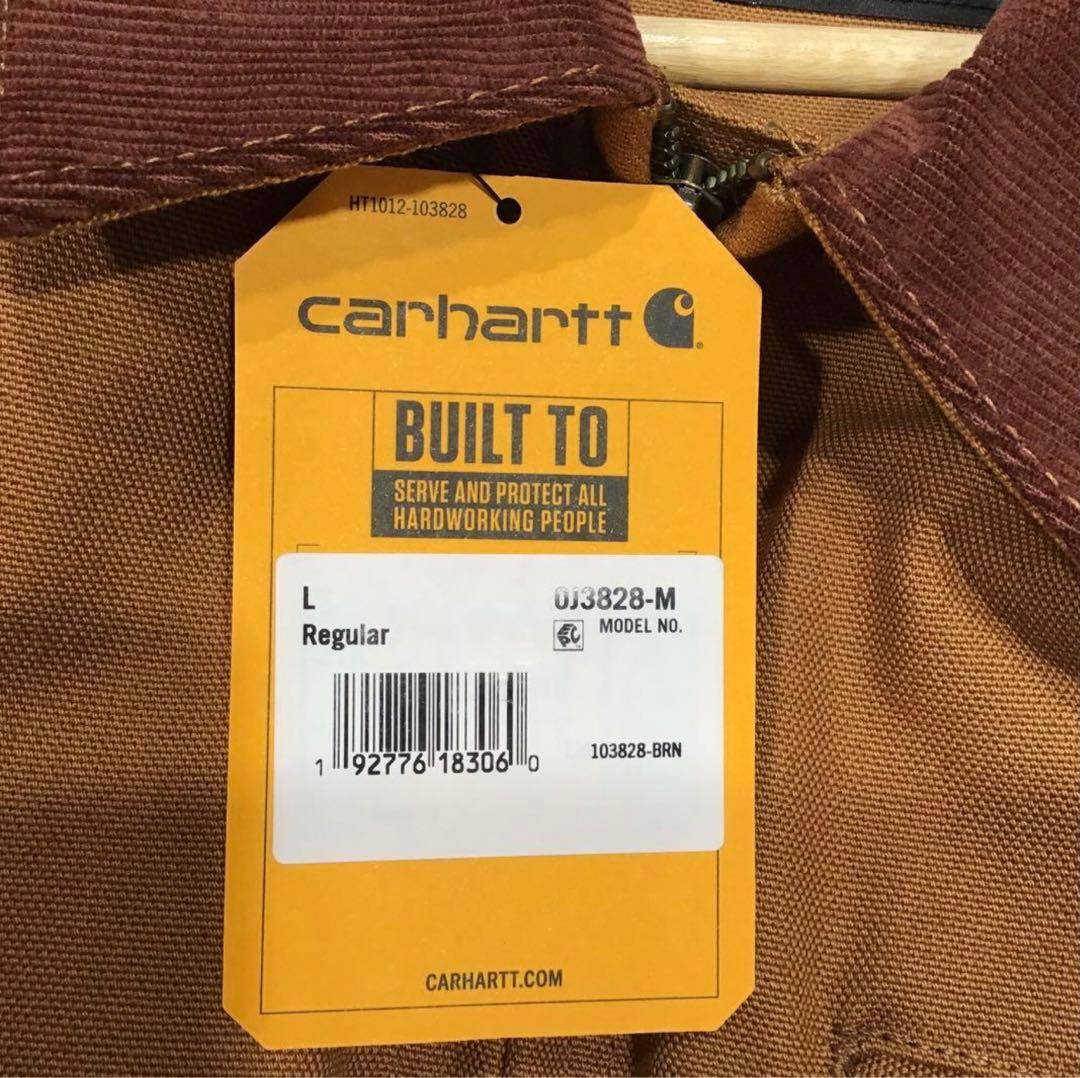 HT1012-103828
carhartt
BUILT TO
SERVE AND PROTECT ALL
HARDWORKING PEOPLE
L
0J3828-M
Regular
MODEL NO.
1 92776 18306 0
103828-BRN
CARHARTT.COM